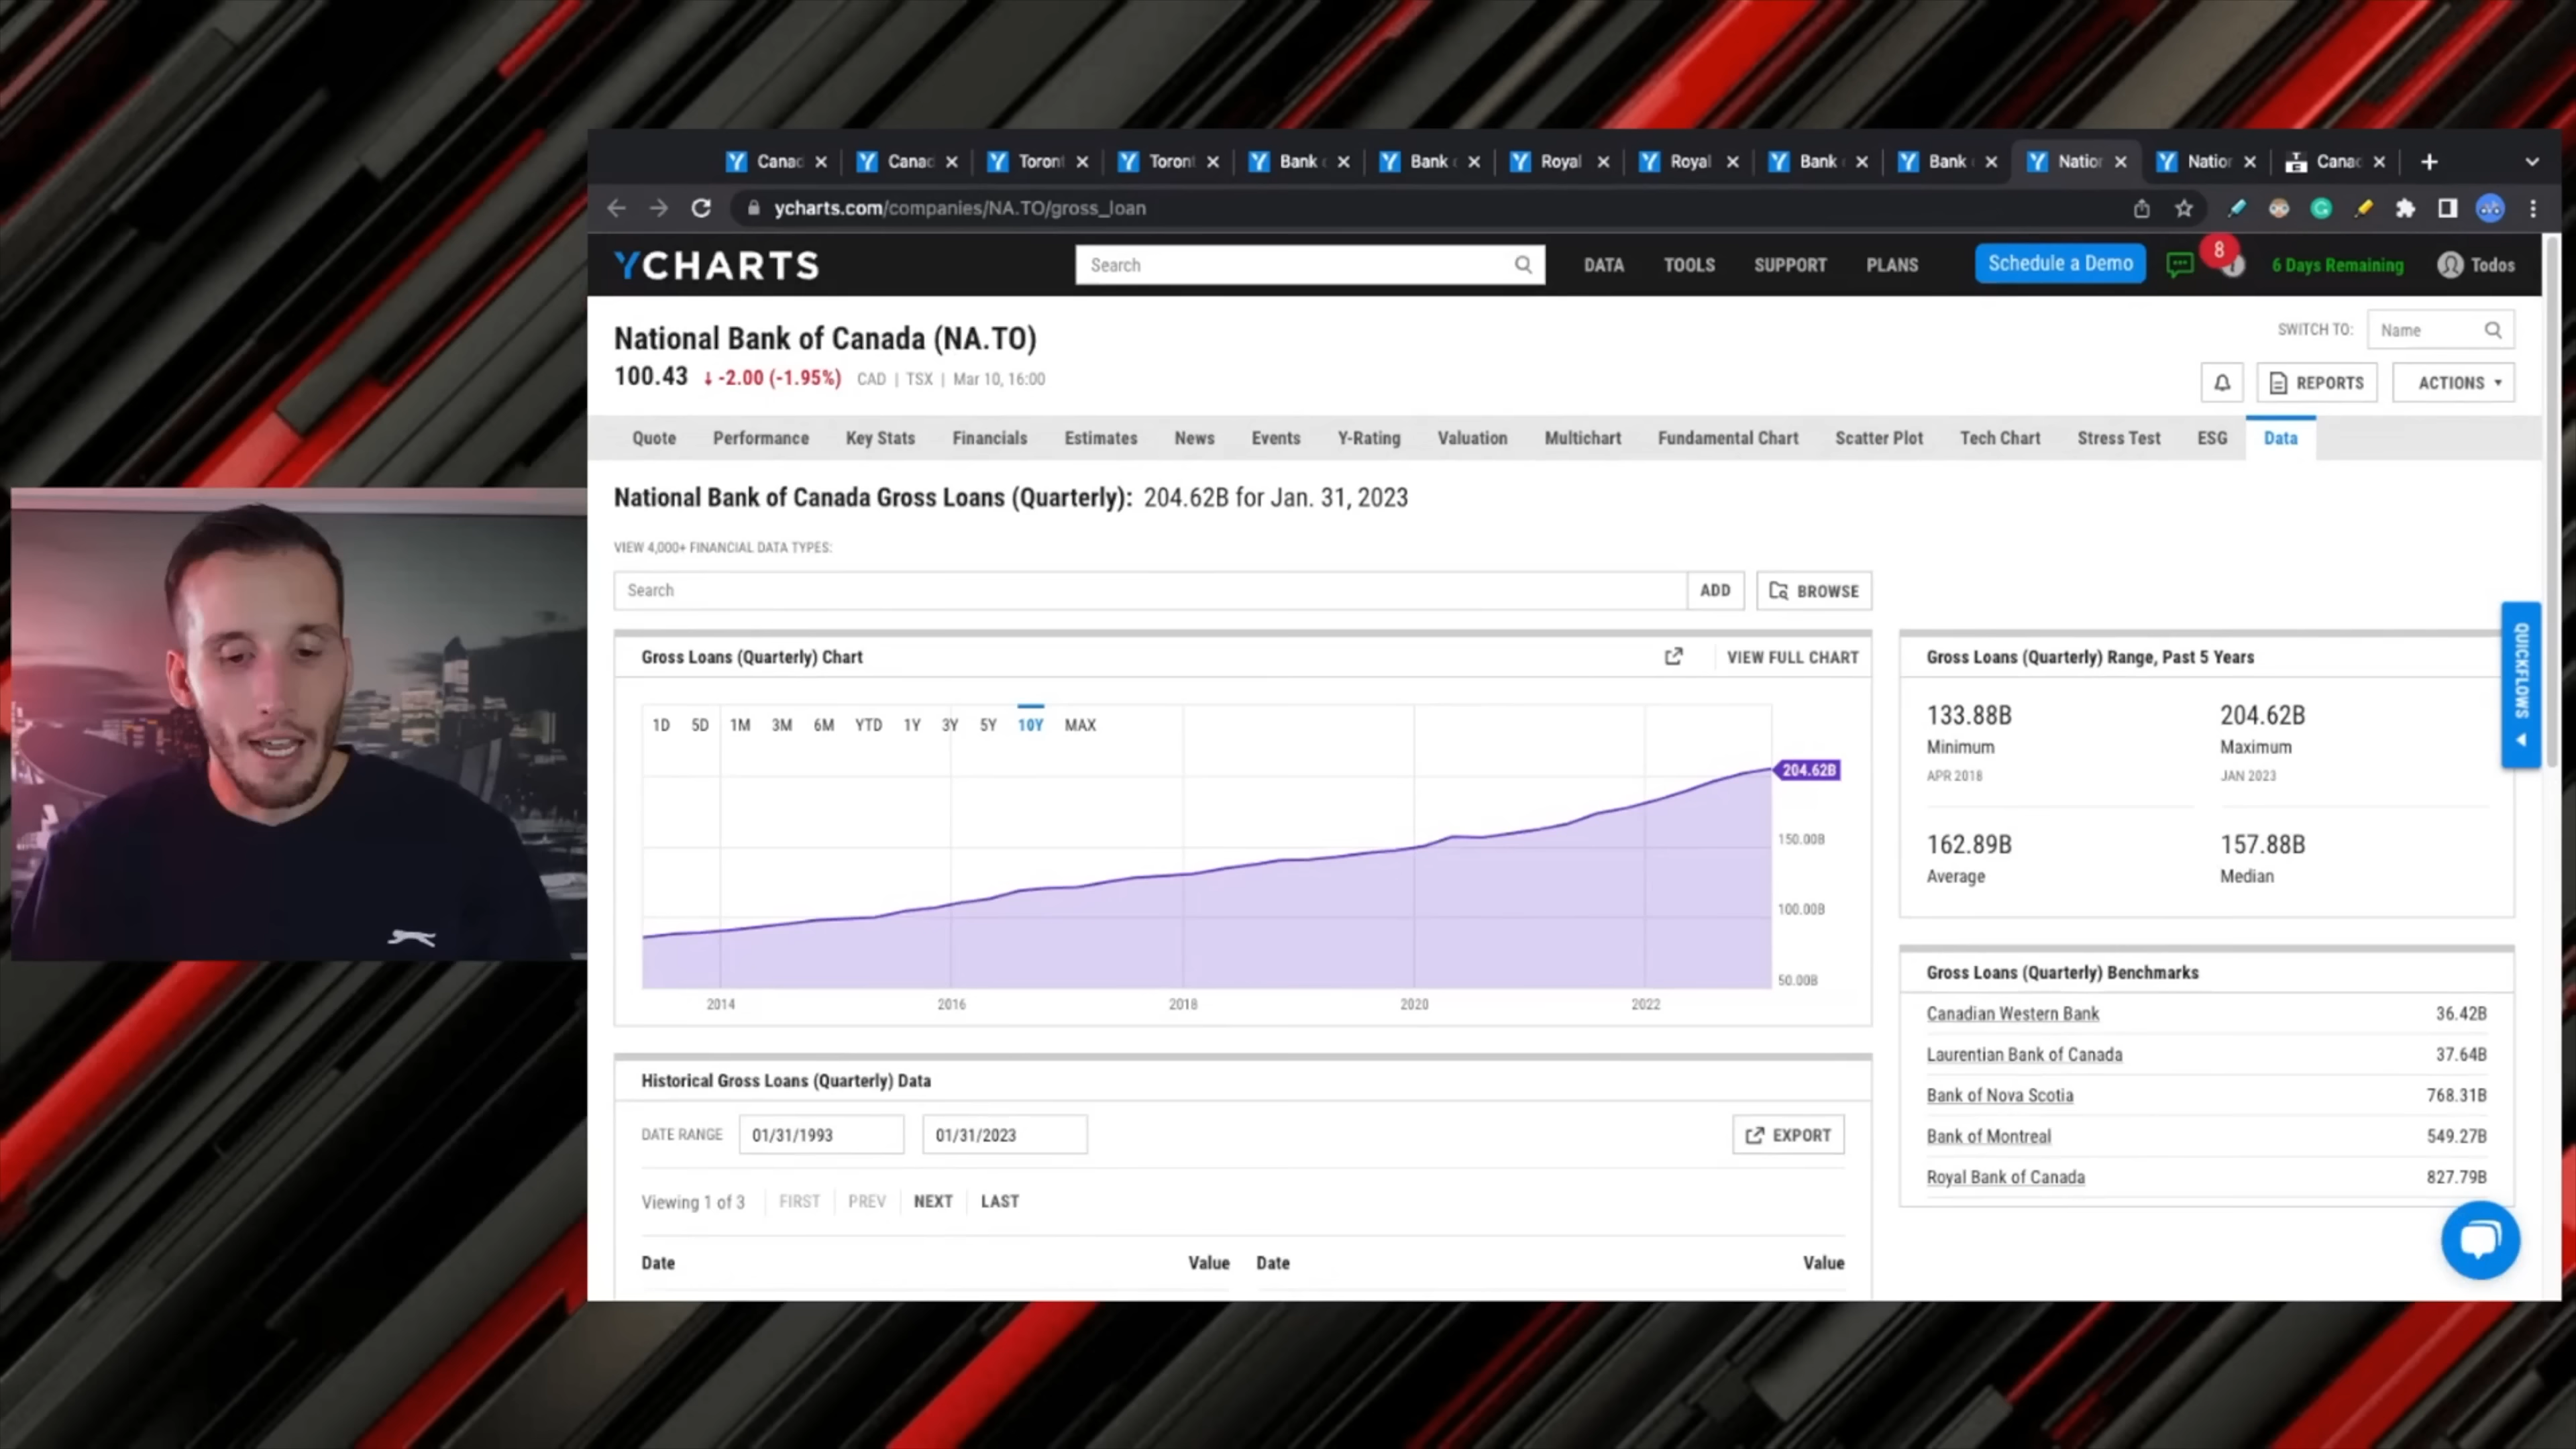 Canad
Canad
Toront
Toront
Bank
Bank
Royal
Royal
Bank
Bank
Nation
Nation
Canad
ycharts.com/companies/NA.TO/gross_loan
YCHARTS
Search
DATA
TOOLS
SUPPORT
PLANS
Schedule a Demo
8
6 Days Remaining
Todos
National Bank of Canada (NA.TO)
SWITCH TO:
Name
100.43 ↓ -2.00 (-1.95%) CAD | TSX | Mar 10, 16:00
REPORTS
ACTIONS
Quote
Performance
Key Stats
Financials
Estimates
News
Events
Y-Rating
Valuation
Multichart
Fundamental Chart
Scatter Plot
Tech Chart
Stress Test
ESG
Data
National Bank of Canada Gross Loans (Quarterly): 204.62B for Jan. 31, 2023
VIEW 4,000+ FINANCIAL DATA TYPES:
Search
ADD
BROWSE
Gross Loans (Quarterly) Chart
VIEW FULL CHART
1D 5D 1M 3M 6M YTD 1Y 3Y 5Y 10Y MAX
204.62B
150.00B
100.00B
50.00B
2014 2016 2018 2020 2022
Gross Loans (Quarterly) Range, Past 5 Years
133.88B 204.62B
Minimum Maximum
APR 2018 JAN 2023
162.89B 157.88B
Average Median
QUICKFLOWS
Gross Loans (Quarterly) Benchmarks
Canadian Western Bank 36.42B
Laurentian Bank of Canada 37.64B
Bank of Nova Scotia 768.31B
Bank of Montreal 549.27B
Royal Bank of Canada 827.79B
Historical Gross Loans (Quarterly) Data
DATE RANGE 01/31/1993 01/31/2023
EXPORT
Viewing 1 of 3 FIRST PREV NEXT LAST
Date Value Date Value